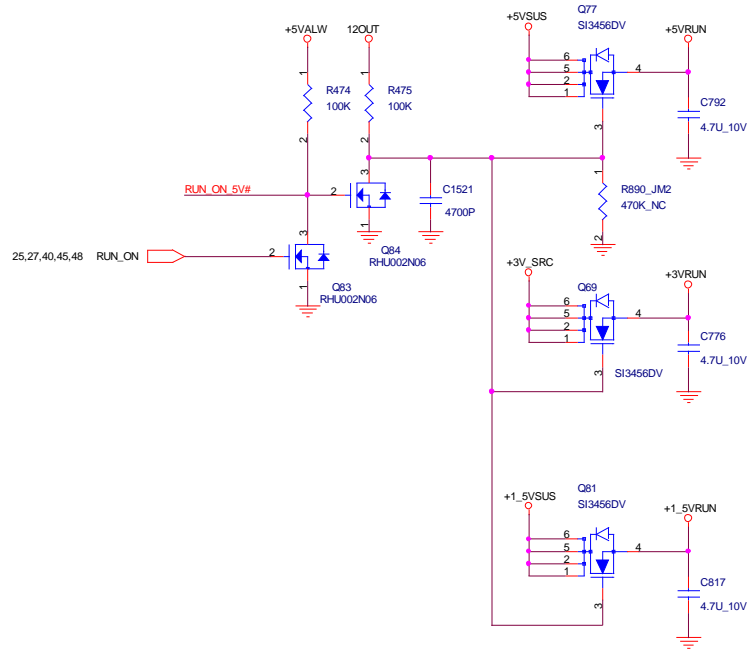 Q77
SI3456DV
+5VALW
12OUT
+5VSUS
+5VRUN
6
5
2
1
4
3
R474
100K
1
2
R475
100K
1
2
C792
4.7U_10V
RUN_ON_5V#
2
3
1
Q84
RHU002N06
C1521
4700P
1
R890_JM2
470K_NC
2
25,27,40,45,48 RUN_ON
2
3
1
Q83
RHU002N06
+3V_SRC
Q69
+3VRUN
6
5
2
1
4
3
SI3456DV
C776
4.7U_10V
+1_5VSUS
Q81
SI3456DV
+1_5VRUN
6
5
2
1
4
3
C817
4.7U_10V